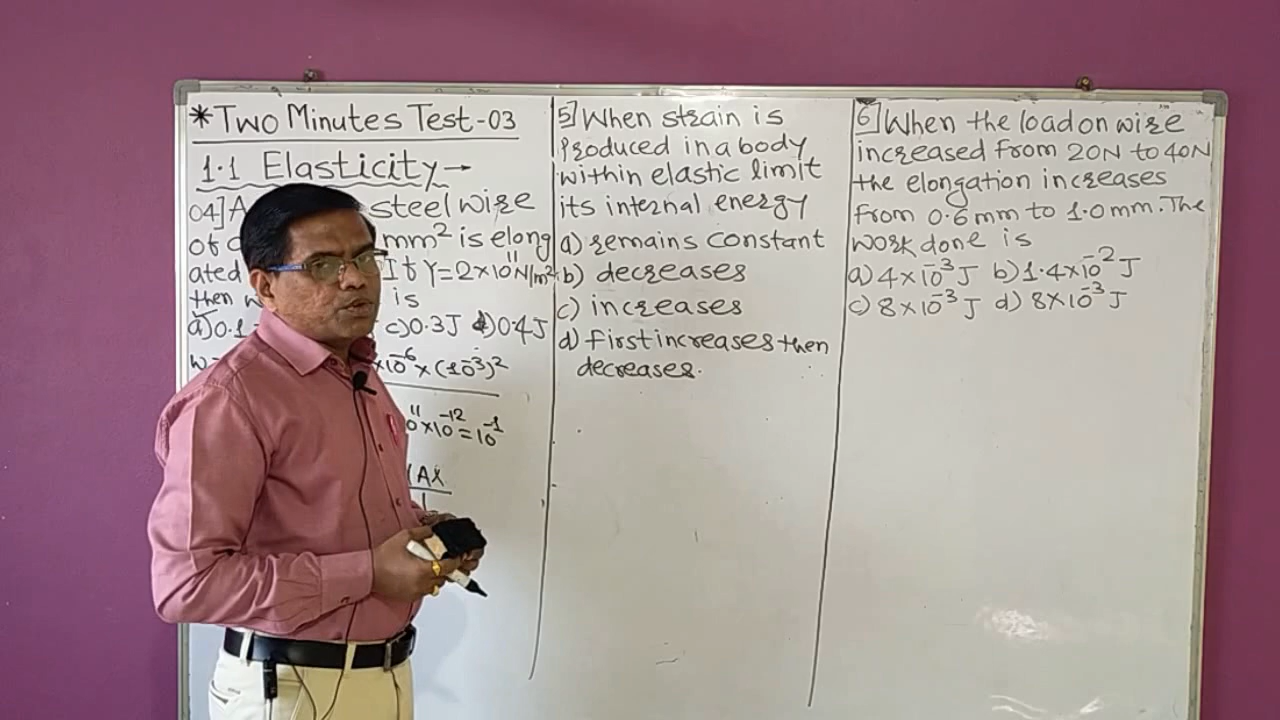 *Two Minutes Test-03
1.1 Elasticity→
04] A steel wire
of mm² is elong
ated If Y=2×10¹¹N/m².
then is
a)0.1 c)0.3J d)0.4J
w= ×10⁻⁶×(10⁻³)²
×10⁻¹²=10⁻¹
5] When strain is
produced in a body
within elastic limit
its internal energy
a) remains constant
b) decreases
c) increases
d) first increases then
decreases.
6] When the load on wire
increased from 20N to 40N
the elongation increases
from 0.6mm to 1.0mm. The
work done is
a) 4×10⁻³J b) 1.4×10⁻²J
c) 8×10⁻³J d) 8×10⁻³J